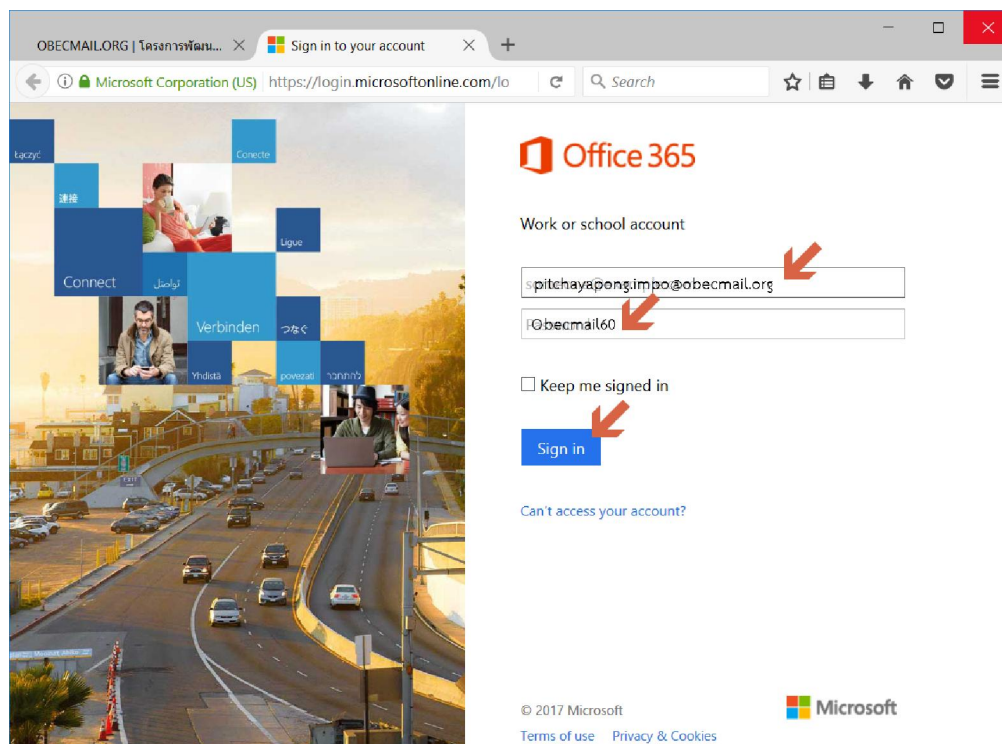 OBECMAIL.ORG | โครงการพัฒน...
Sign in to your account
Microsoft Corporation (US)
https://login.microsoftonline.com/lo
Search
Łączyć
Conecte
連接
Ligue
Connect
تواصل
Verbinden
つなぐ
Yhdistä
povezati
להתחבר
EXIT
Office 365
Work or school account
pitchaya@ong.impo@obecmail.org
Obecmail60
Keep me signed in
Sign in
Can't access your account?
© 2017 Microsoft
Microsoft
Terms of use Privacy & Cookies